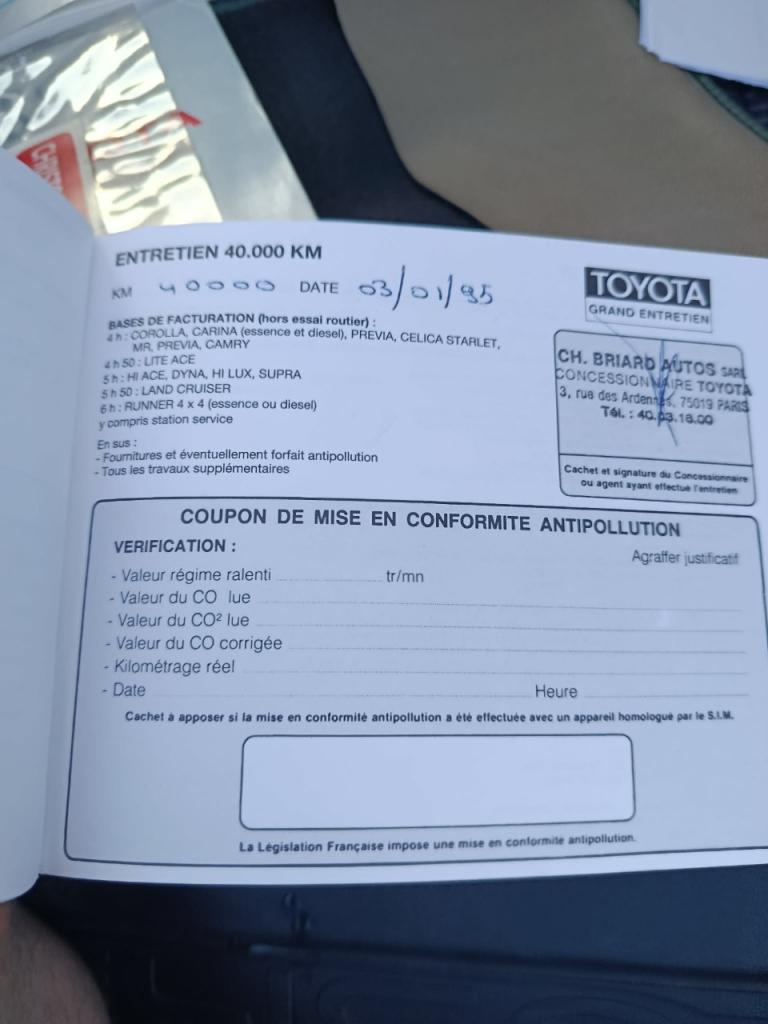 ENTRETIEN 40.000 KM
KM 40000 DATE 03/01/95
TOYOTA
GRAND ENTRETIEN
BASES DE FACTURATION (hors essai routier) :
4 h : COROLLA, CARINA (essence et diesel), PREVIA, CELICA STARLET,
MR, PREVIA, CAMRY
4 h 50 : LITE ACE
5 h : HI ACE, DYNA, HI LUX, SUPRA
5 h 50 : LAND CRUISER
6 h : RUNNER 4 x 4 (essence ou diesel)
y compris station service
En sus :
- Fournitures et éventuellement forfait antipollution
- Tous les travaux supplémentaires
CH. BRIARD AUTOS SARL
CONCESSIONNAIRE TOYOTA
3, rue des Ardennes, 75019 PARIS
Tél. : 40.03.16.00
Cachet et signature du Concessionnaire
ou agent ayant effectué l'entretien
COUPON DE MISE EN CONFORMITE ANTIPOLLUTION
VERIFICATION :
Agraffer justificatif
- Valeur régime ralenti tr/mn
- Valeur du CO lue
- Valeur du CO² lue
- Valeur du CO corrigée
- Kilométrage réel
- Date Heure
Cachet à apposer si la mise en conformité antipollution a été effectuée avec un appareil homologué par le S.I.M.
La Législation Française impose une mise en conformité antipollution.